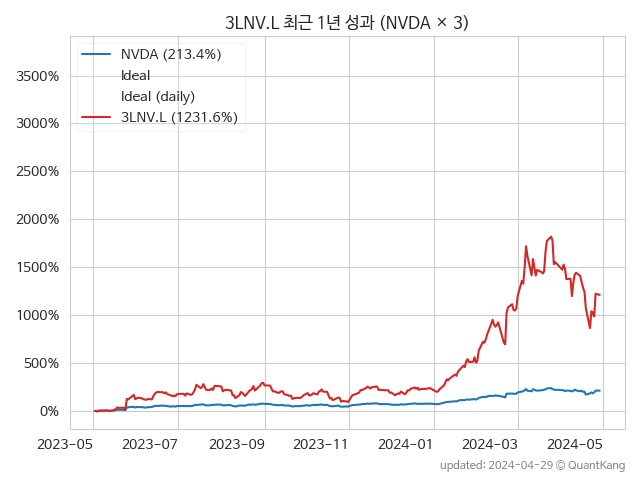 3LNV.L 최근 1년 성과 (NVDA × 3)
NVDA (213.4%)
Ideal
Ideal (daily)
3LNV.L (1231.6%)
3500%
3000%
2500%
2000%
1500%
1000%
500%
0%
2023-05 2023-07 2023-09 2023-11 2024-01 2024-03 2024-05
updated: 2024-04-29 © QuantKang